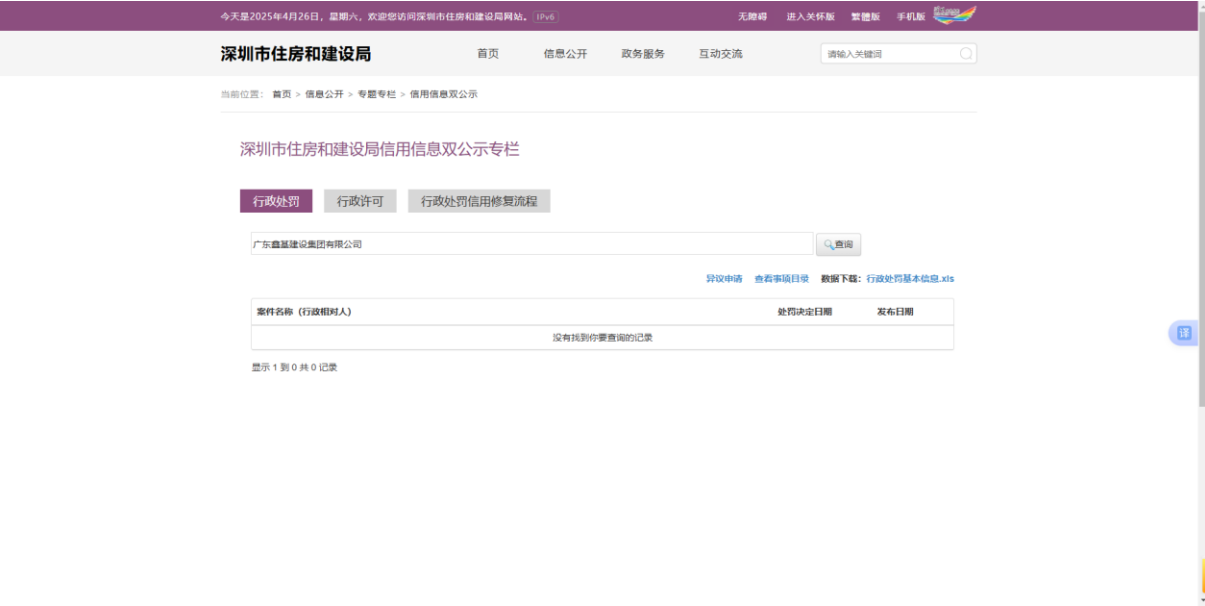 今天是2025年4月26日，星期六，欢迎您访问深圳市住房和建设局网站。 IPv6 无障碍 进入关怀版 繁體版 手机版
深圳市住房和建设局 首页 信息公开 政务服务 互动交流 请输入关键词
当前位置： 首页 > 信息公开 > 专题专栏 > 信用信息双公示
深圳市住房和建设局信用信息双公示专栏
行政处罚 行政许可 行政处罚信用修复流程
广东鑫基建设集团有限公司 查询
异议申请 查看事项目录 数据下载：行政处罚基本信息.xls
案件名称（行政相对人） 处罚决定日期 发布日期
没有找到你要查询的记录
译
显示 1 到 0 共 0 记录